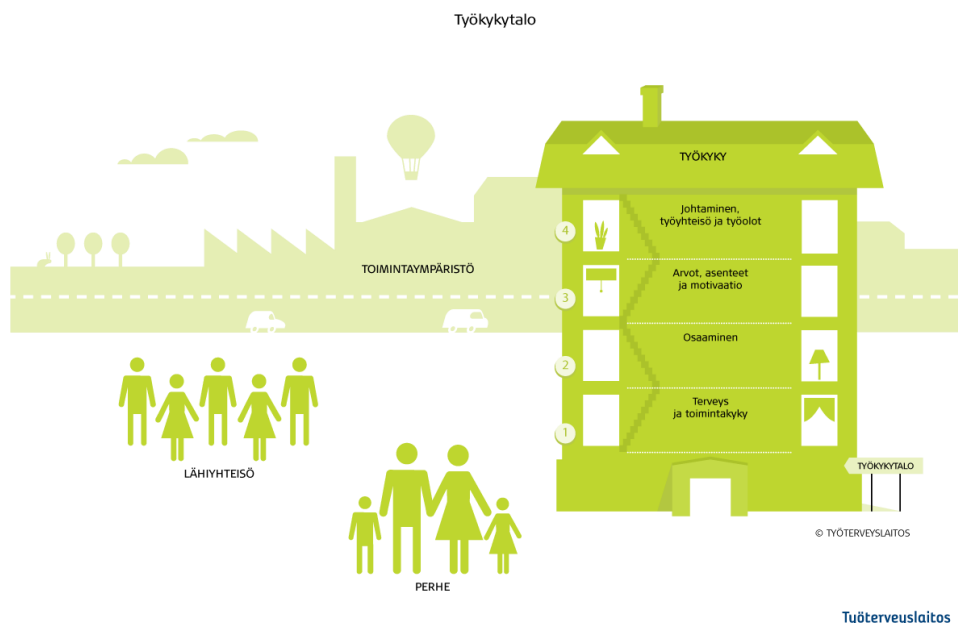 Työkykytalo
TYÖKYKY
4
Johtaminen,
työyhteisö ja työolot
TOIMINTAYMPÄRISTÖ
3
Arvot, asenteet
ja motivaatio
2
Osaaminen
1
Terveys
ja toimintakyky
LÄHIYHTEISÖ
TYÖKYKYTALO
© TYÖTERVEYSLAITOS
PERHE
Työterveyslaitos